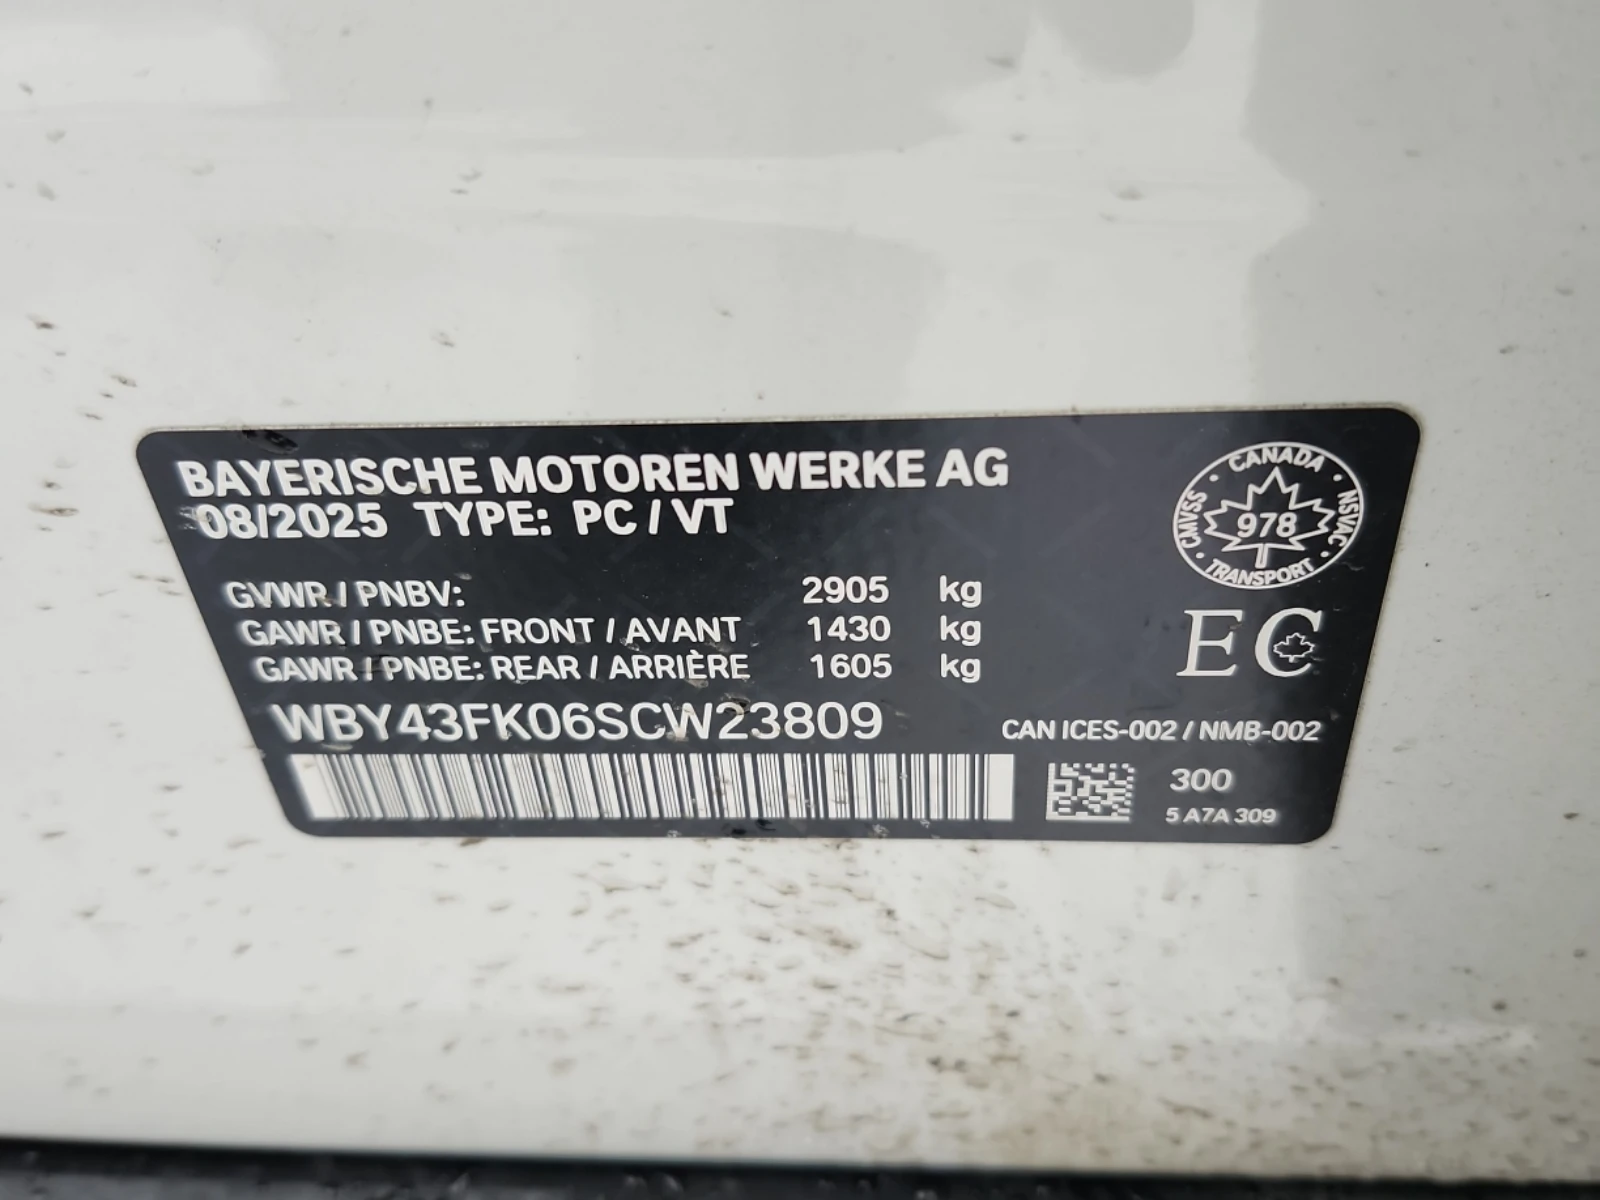 BAYERISCHE MOTOREN WERKE AG
08/2025 TYPE: PC / VT
GVWR / PNBV: 2905 kg
GAWR / PNBE: FRONT / AVANT 1430 kg
GAWR / PNBE: REAR / ARRIÈRE 1605 kg
WBY43FK06SCW23809
CANADA
CMVSS
978
NSVAC
TRANSPORT
EC
CAN ICES-002 / NMB-002
300
5 A7A 309